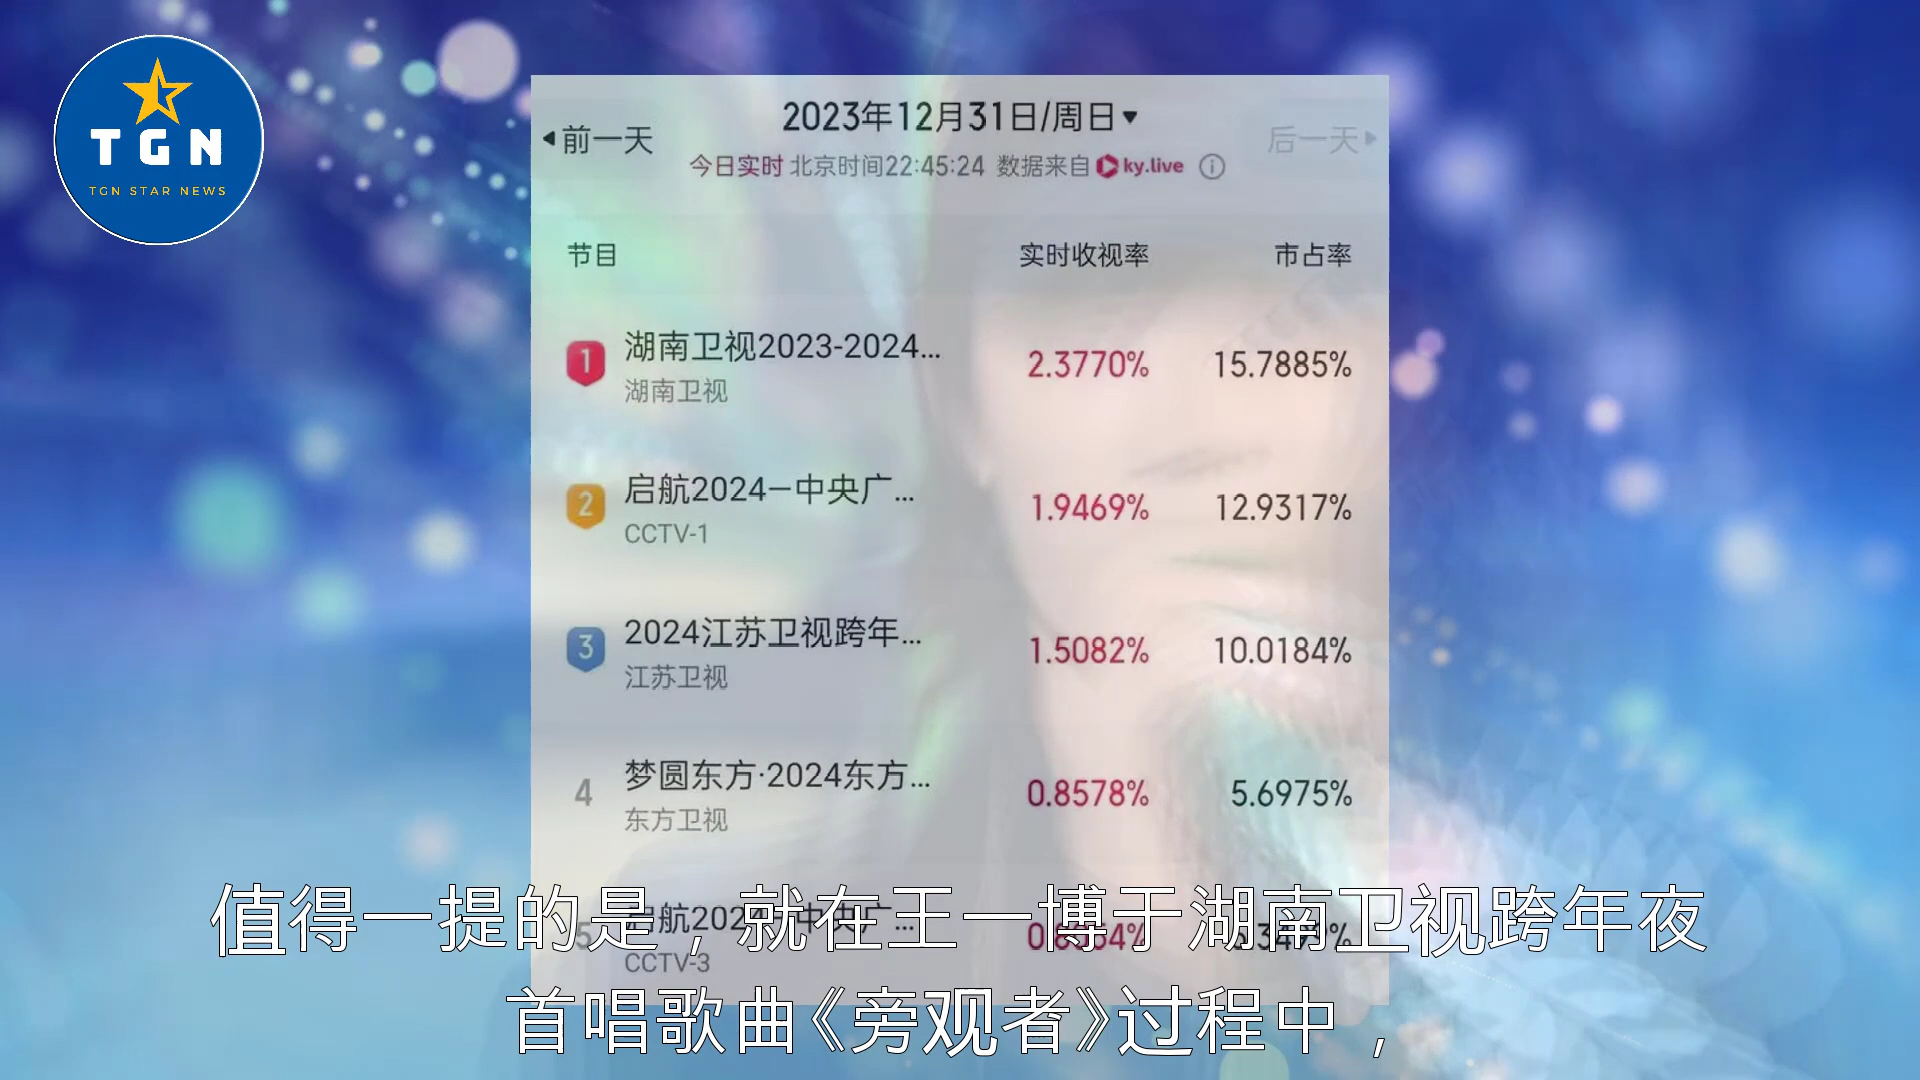 TGN
TGN STAR NEWS
前一天
2023年12月31日/周日
后一天
今日实时 北京时间22:45:24 数据来自 ky.live
节目 实时收视率 市占率
1 湖南卫视2023-2024... 2.3770% 15.7885%
湖南卫视
2 启航2024—中央广... 1.9469% 12.9317%
CCTV-1
3 2024江苏卫视跨年... 1.5082% 10.0184%
江苏卫视
4 梦圆东方·2024东方... 0.8578% 5.6975%
东方卫视
5
CCTV-3
值得一提的是，就在王一博于湖南卫视跨年夜
首唱歌曲《旁观者》过程中，